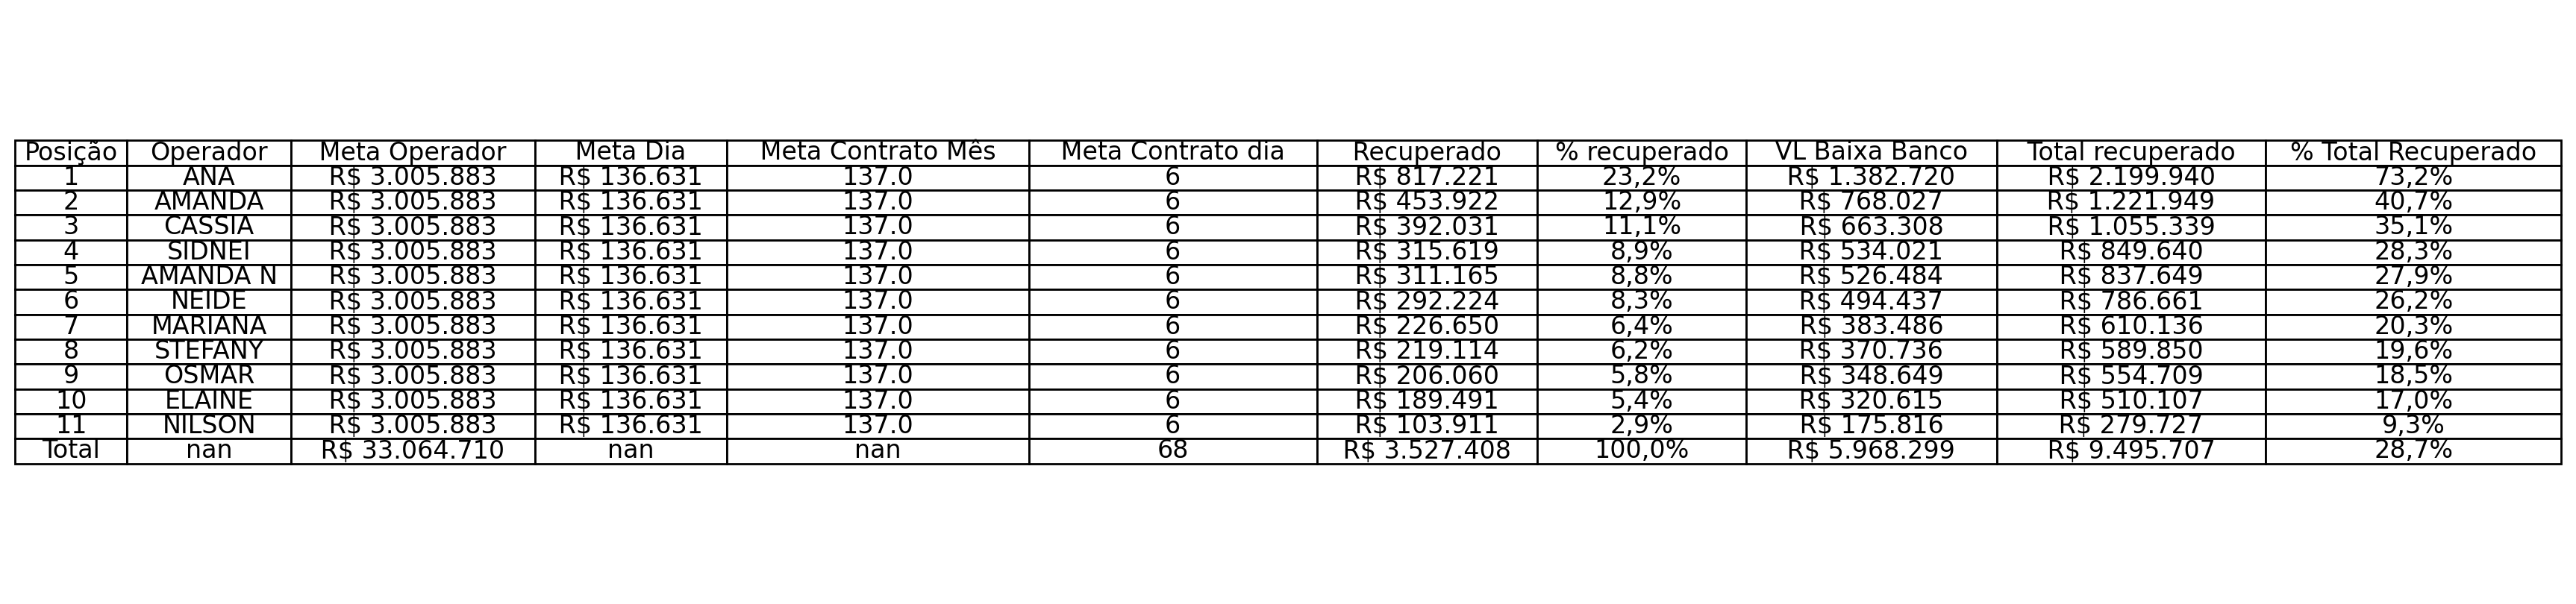 Posição Operador Meta Operador Meta Dia Meta Contrato Mês Meta Contrato dia Recuperado % recuperado VL Baixa Banco Total recuperado % Total Recuperado
1 ANA R$ 3.005.883 R$ 136.631 137.0 6 R$ 817.221 23,2% R$ 1.382.720 R$ 2.199.940 73,2%
2 AMANDA R$ 3.005.883 R$ 136.631 137.0 6 R$ 453.922 12,9% R$ 768.027 R$ 1.221.949 40,7%
3 CASSIA R$ 3.005.883 R$ 136.631 137.0 6 R$ 392.031 11,1% R$ 663.308 R$ 1.055.339 35,1%
4 SIDNEI R$ 3.005.883 R$ 136.631 137.0 6 R$ 315.619 8,9% R$ 534.021 R$ 849.640 28,3%
5 AMANDA N R$ 3.005.883 R$ 136.631 137.0 6 R$ 311.165 8,8% R$ 526.484 R$ 837.649 27,9%
6 NEIDE R$ 3.005.883 R$ 136.631 137.0 6 R$ 292.224 8,3% R$ 494.437 R$ 786.661 26,2%
7 MARIANA R$ 3.005.883 R$ 136.631 137.0 6 R$ 226.650 6,4% R$ 383.486 R$ 610.136 20,3%
8 STEFANY R$ 3.005.883 R$ 136.631 137.0 6 R$ 219.114 6,2% R$ 370.736 R$ 589.850 19,6%
9 OSMAR R$ 3.005.883 R$ 136.631 137.0 6 R$ 206.060 5,8% R$ 348.649 R$ 554.709 18,5%
10 ELAINE R$ 3.005.883 R$ 136.631 137.0 6 R$ 189.491 5,4% R$ 320.615 R$ 510.107 17,0%
11 NILSON R$ 3.005.883 R$ 136.631 137.0 6 R$ 103.911 2,9% R$ 175.816 R$ 279.727 9,3%
Total nan R$ 33.064.710 nan nan 68 R$ 3.527.408 100,0% R$ 5.968.299 R$ 9.495.707 28,7%